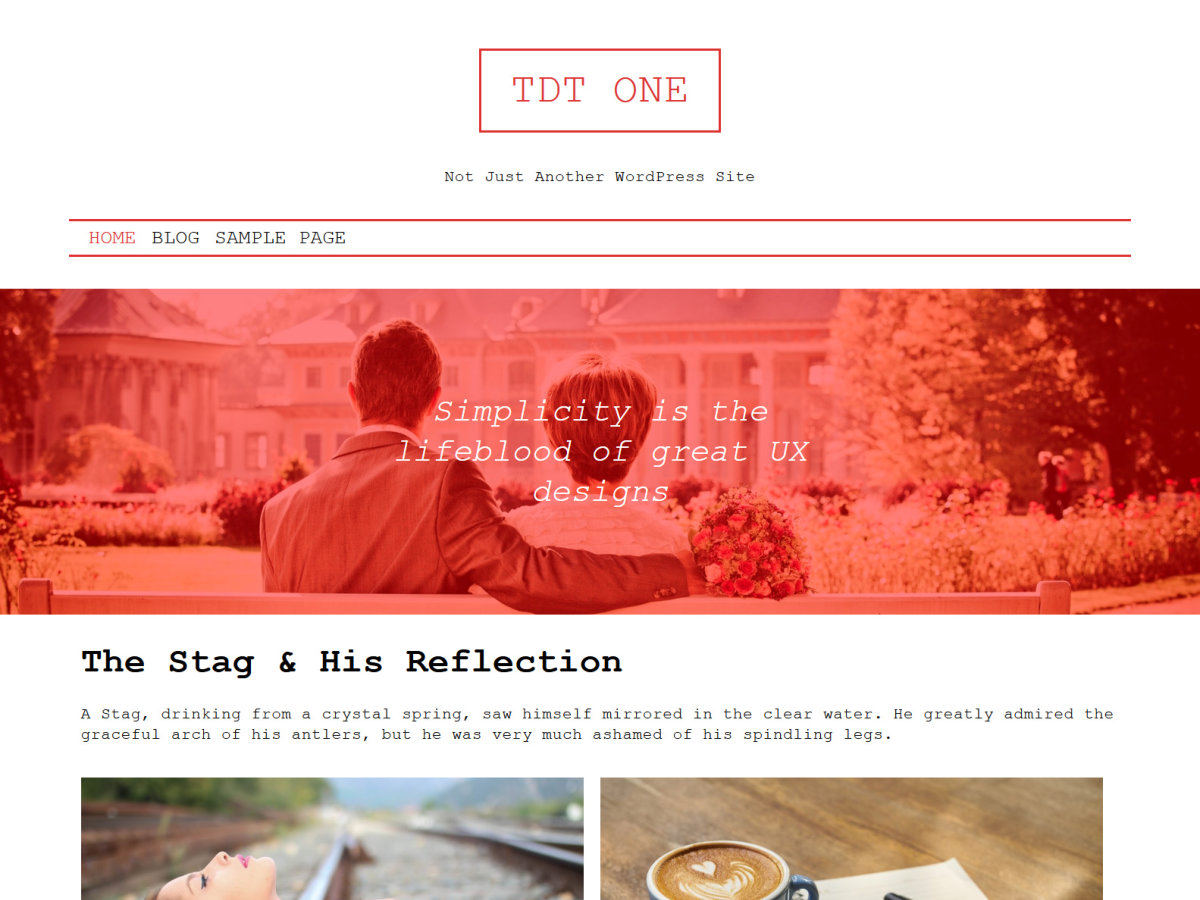 TDT ONE
Not Just Another WordPress Site
HOME BLOG SAMPLE PAGE
Simplicity is the
lifeblood of great UX
designs
The Stag & His Reflection
A Stag, drinking from a crystal spring, saw himself mirrored in the clear water. He greatly admired the
graceful arch of his antlers, but he was very much ashamed of his spindling legs.